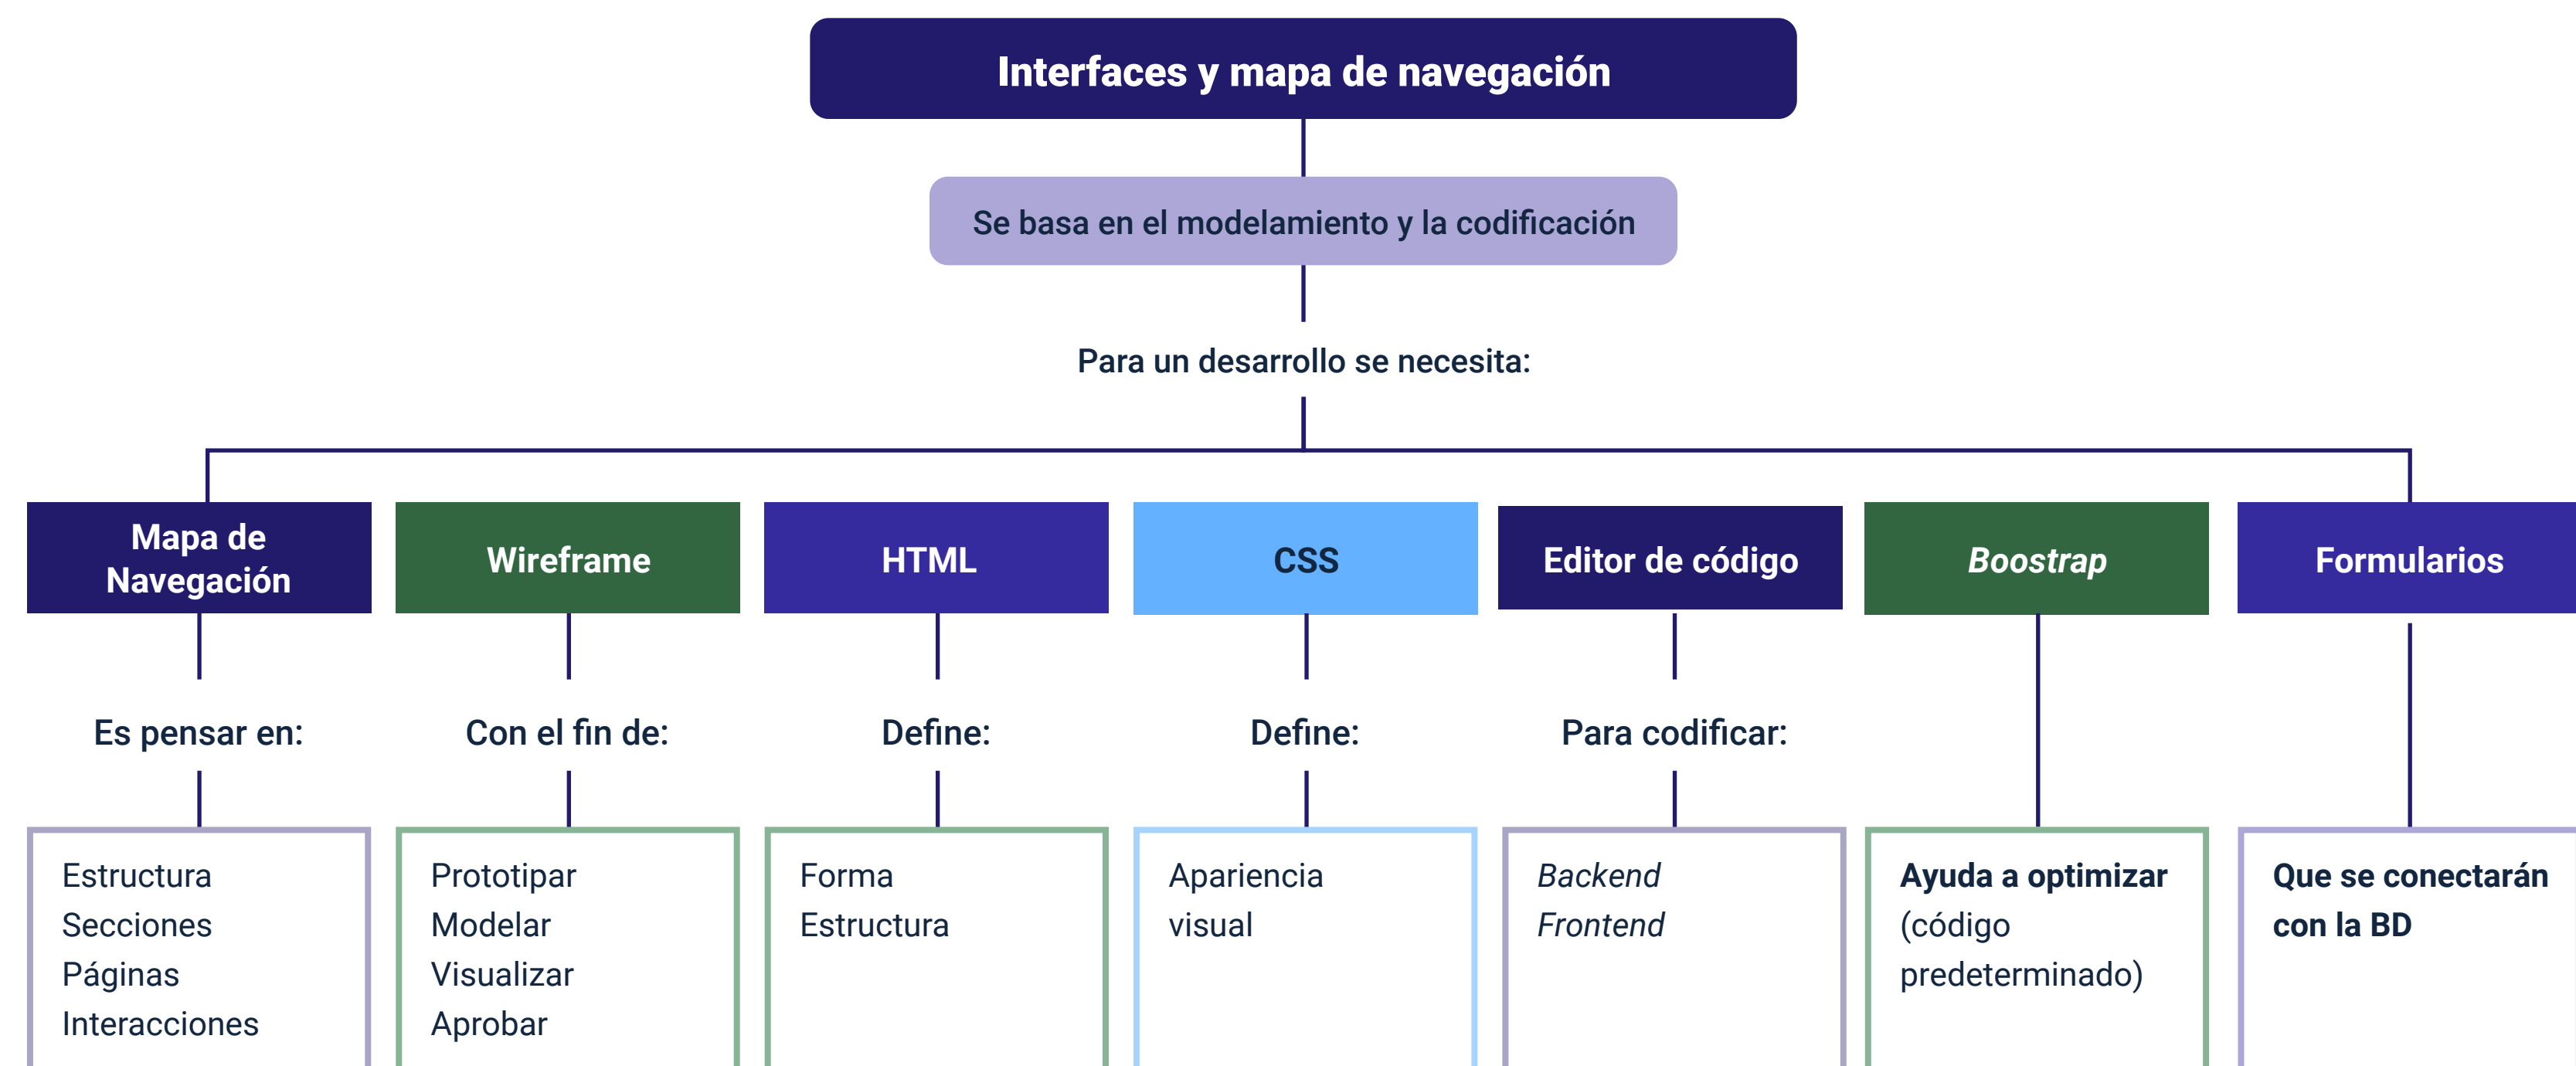 Interfaces y mapa de navegación
Se basa en el modelamiento y la codificación
Para un desarrollo se necesita:
Mapa de
Navegación
Wireframe
HTML
CSS
Editor de código
Boostrap
Formularios
Es pensar en:
Con el fin de:
Define:
Define:
Para codificar:
Estructura
Secciones
Páginas
Interacciones
Prototipar
Modelar
Visualizar
Aprobar
Forma
Estructura
Apariencia
visual
Backend
Frontend
Ayuda a optimizar
(código
predeterminado)
Que se conectarán
con la BD